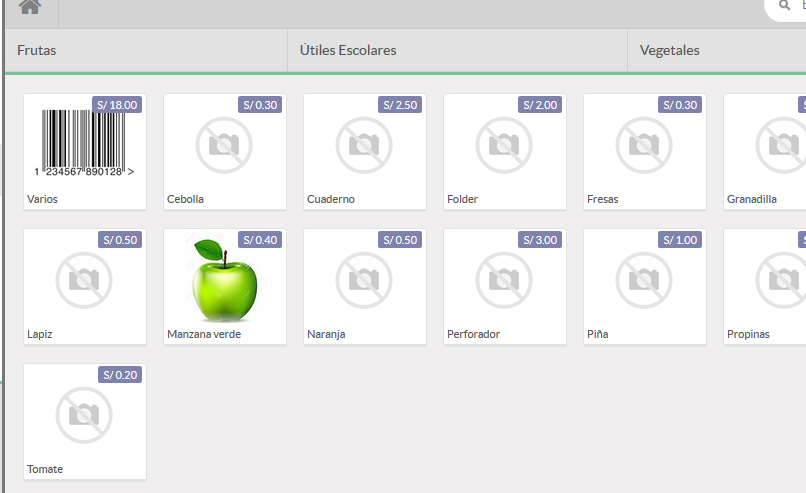 Frutas
Útiles Escolares
Vegetales
S/ 18.00
1 234567 890128 >
Varios
S/ 0.30
Cebolla
S/ 2.50
Cuaderno
S/ 2.00
Folder
S/ 0.30
Fresas
Granadilla
S/ 0.50
Lapiz
S/ 0.40
Manzana verde
S/ 0.50
Naranja
S/ 3.00
Perforador
S/ 1.00
Piña
Propinas
S/ 0.20
Tomate